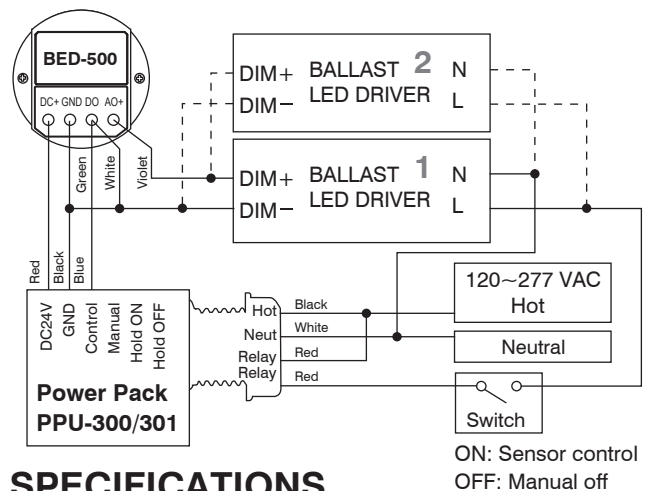 BED-500
DC+ GND DO AO+
Green
White
Violet
DIM+ BALLAST 2 N
DIM− LED DRIVER L
DIM+ BALLAST 1 N
DIM− LED DRIVER L
Red
Black
Blue
DC24V
GND
Control
Manual
Hold ON
Hold OFF
Power Pack
PPU-300/301
Hot
Neut
Relay
Relay
Black
White
Red
Red
120~277 VAC
Hot
Neutral
Switch
ON: Sensor control
OFF: Manual off
SPECIFICATIONS